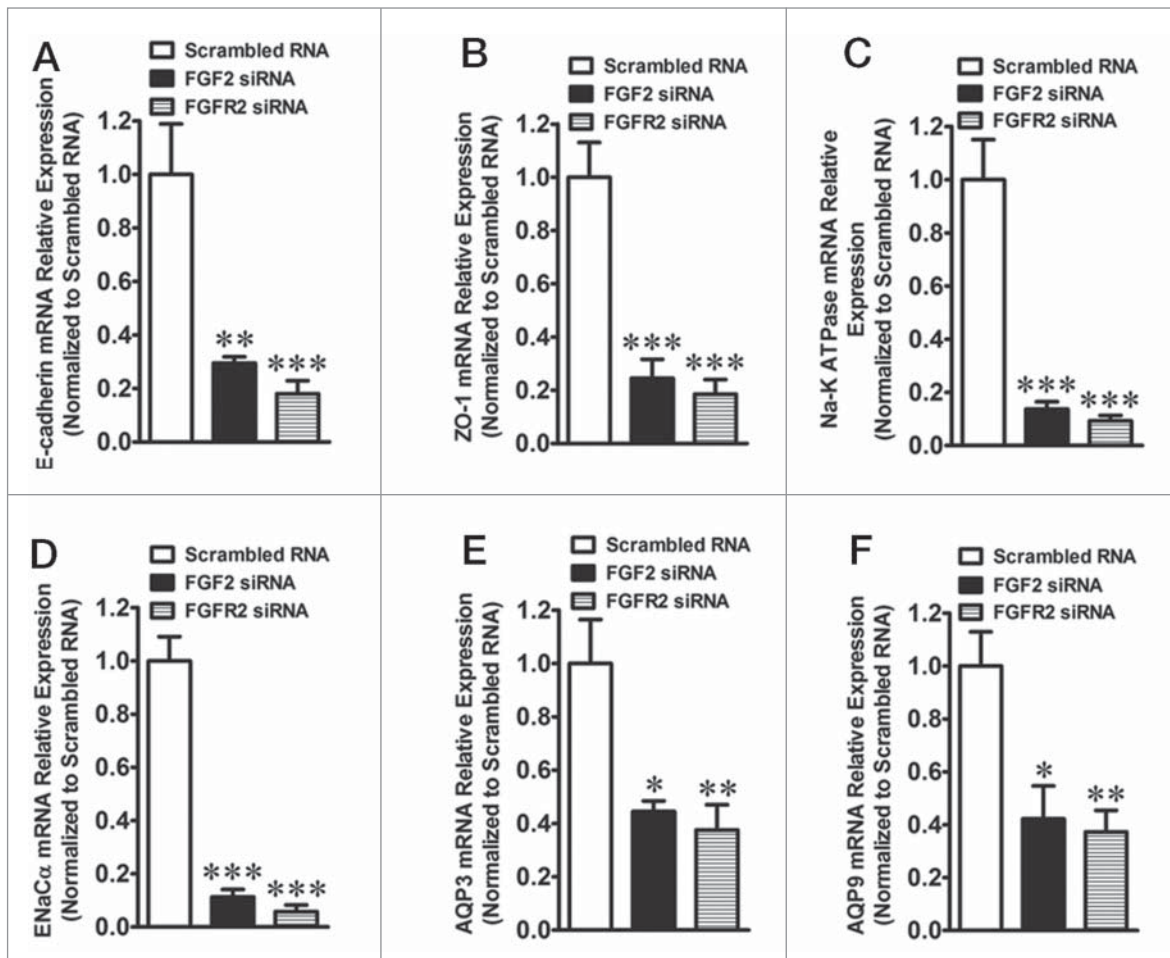 A
Scrambled RNA
FGF2 siRNA
FGFR2 siRNA
E-cadherin mRNA Relative Expression
(Normalized to Scrambled RNA)
1.2
1.0
0.8
0.6
0.4
0.2
0.0
**
***
B
Scrambled RNA
FGF2 siRNA
FGFR2 siRNA
ZO-1 mRNA Relative Expression
(Normalized to Scrambled RNA)
1.2
1.0
0.8
0.6
0.4
0.2
0.0
***
***
C
Scrambled RNA
FGF2 siRNA
FGFR2 siRNA
Na-K ATPase mRNA Relative
Expression
(Normalized to Scrambled RNA)
1.2
1.0
0.8
0.6
0.4
0.2
0.0
***
***
D
Scrambled RNA
FGF2 siRNA
FGFR2 siRNA
ENaCα mRNA Relative Expression
(Normalized to Scrambled RNA)
1.2
1.0
0.8
0.6
0.4
0.2
0.0
***
***
E
Scrambled RNA
FGF2 siRNA
FGFR2 siRNA
AQP3 mRNA Relative Expression
(Normalized to Scrambled RNA)
1.2
1.0
0.8
0.6
0.4
0.2
0.0
*
**
F
Scrambled RNA
FGF2 siRNA
FGFR2 siRNA
AQP9 mRNA Relative Expression
(Normalized to Scrambled RNA)
1.2
1.0
0.8
0.6
0.4
0.2
0.0
*
**